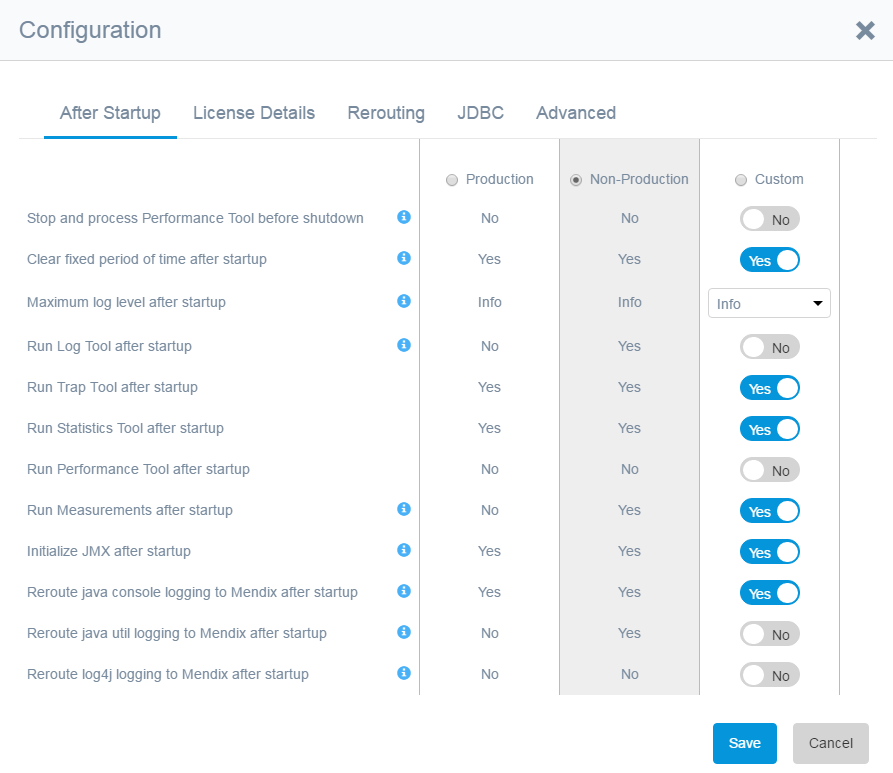 Configuration
After Startup License Details Rerouting JDBC Advanced
Production Non-Production Custom
Stop and process Performance Tool before shutdown No No No
Clear fixed period of time after startup Yes Yes Yes
Maximum log level after startup Info Info Info
Run Log Tool after startup No Yes No
Run Trap Tool after startup Yes Yes Yes
Run Statistics Tool after startup Yes Yes Yes
Run Performance Tool after startup No No No
Run Measurements after startup No Yes Yes
Initialize JMX after startup Yes Yes Yes
Reroute java console logging to Mendix after startup Yes Yes Yes
Reroute java util logging to Mendix after startup No Yes No
Reroute log4j logging to Mendix after startup No No No
Save Cancel